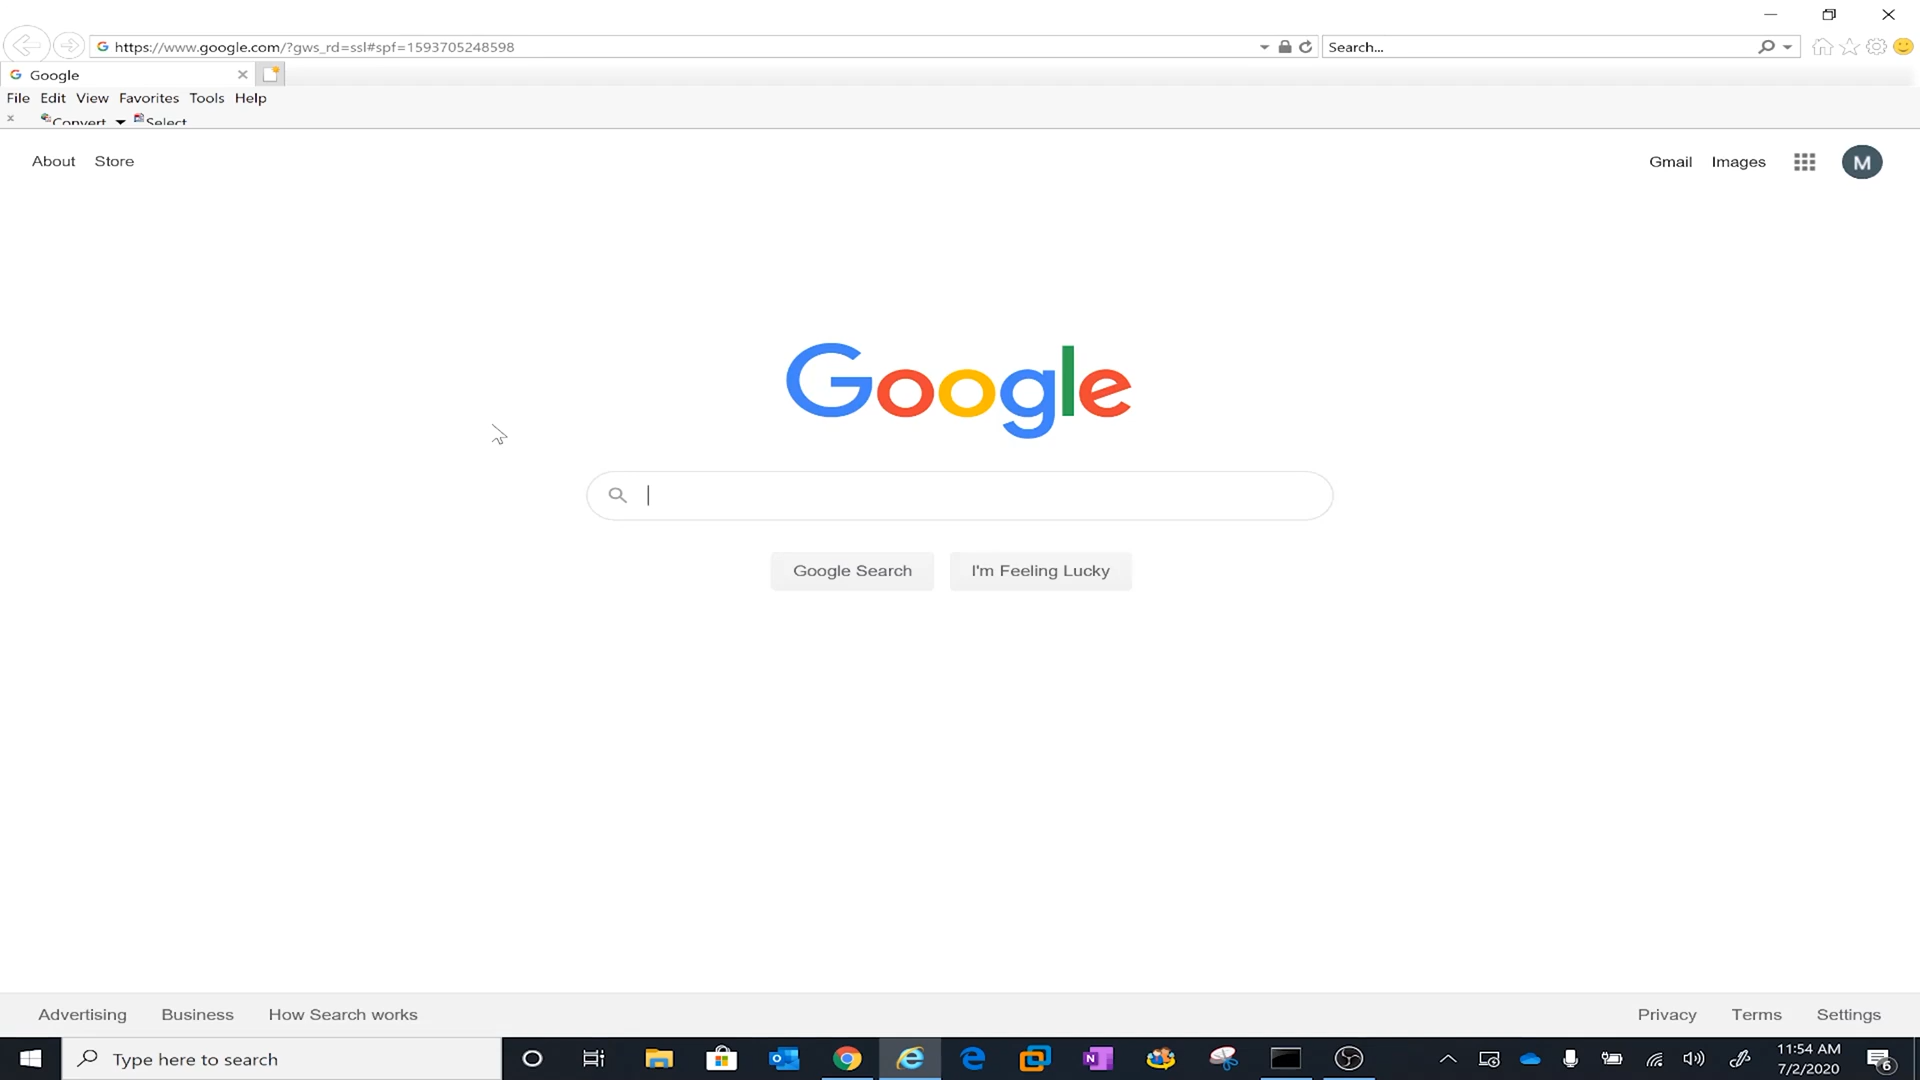 https://www.google.com/?gws_rd=ssl#spf=1593705248598
Search...
Google
File Edit View Favorites Tools Help
Convert Select
About Store
Gmail Images
M
Google
Google Search I'm Feeling Lucky
Advertising Business How Search works
Privacy Terms Settings
Type here to search
11:54 AM
7/2/2020
6